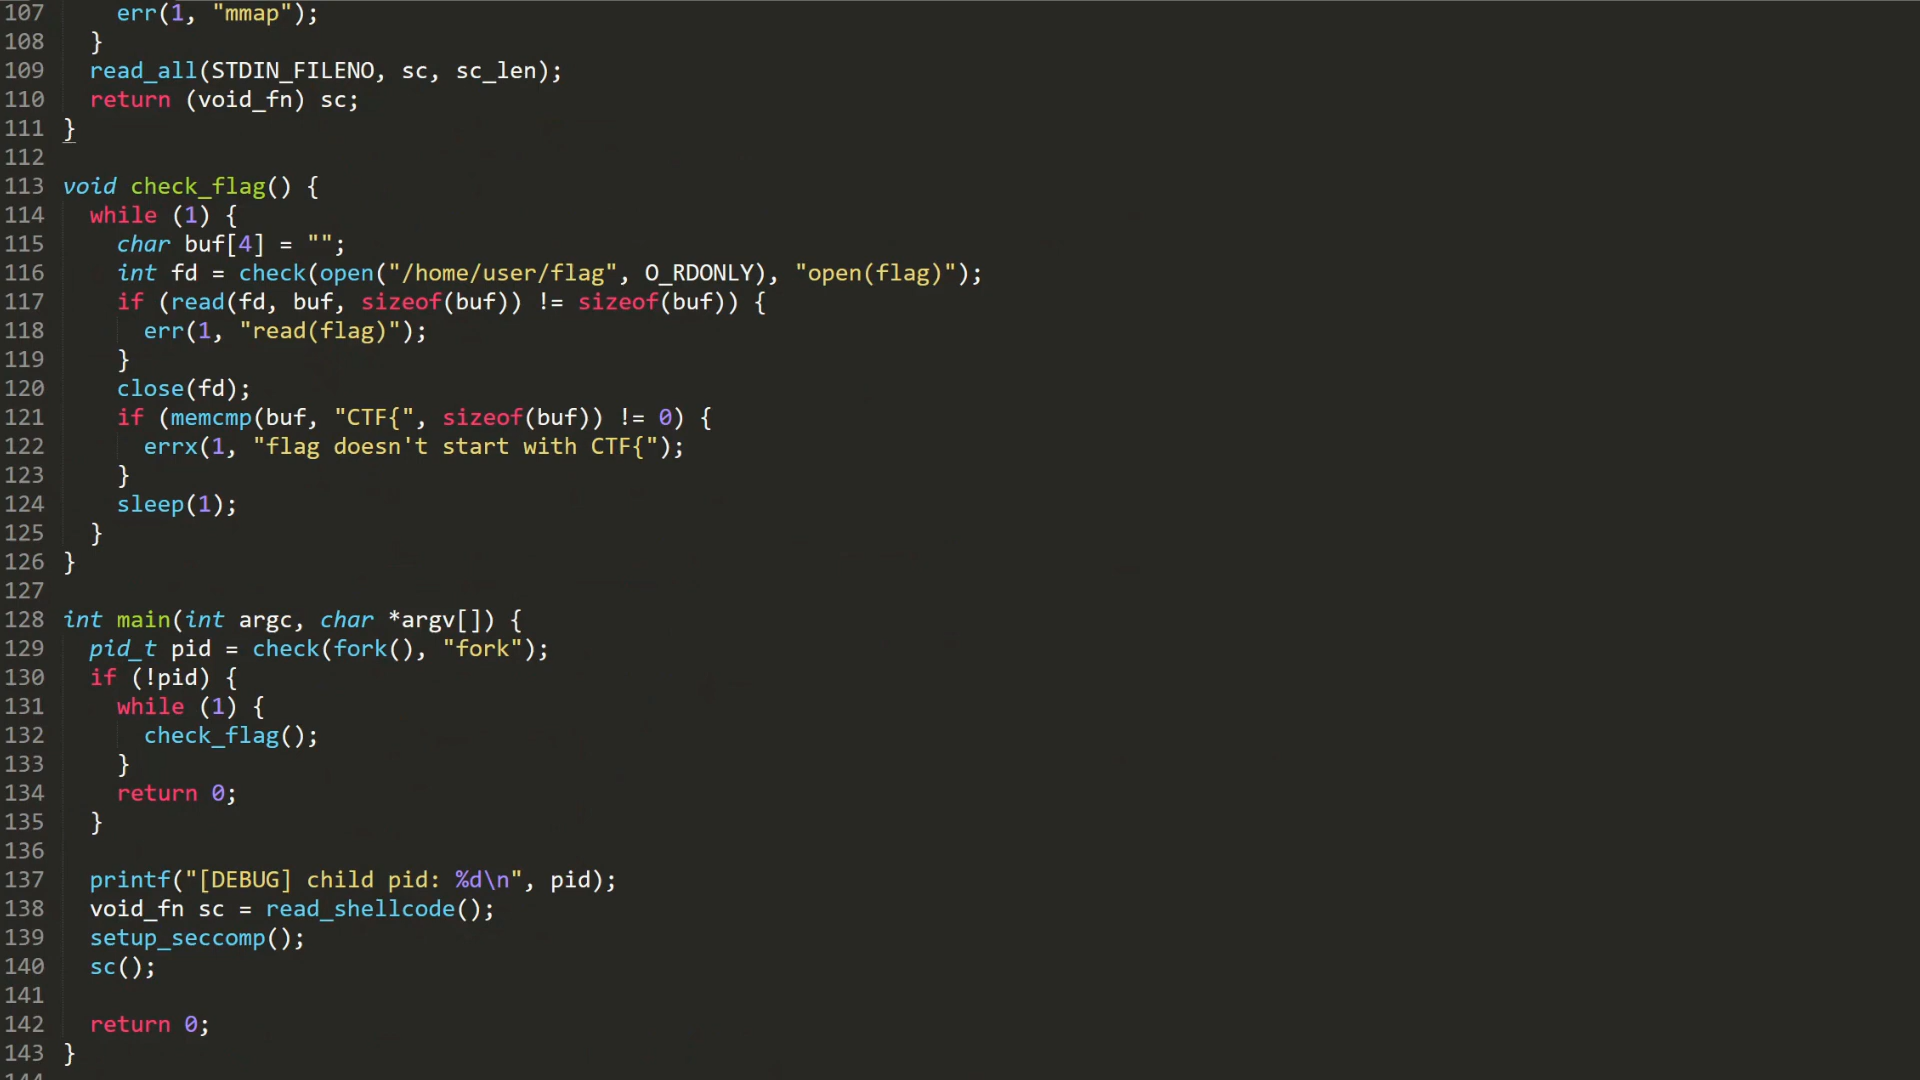 107       err(1, "mmap");
108     }
109     read_all(STDIN_FILENO, sc, sc_len);
110     return (void_fn) sc;
111   }
112
113   void check_flag() {
114     while (1) {
115       char buf[4] = "";
116       int fd = check(open("/home/user/flag", O_RDONLY), "open(flag)");
117       if (read(fd, buf, sizeof(buf)) != sizeof(buf)) {
118         err(1, "read(flag)");
119       }
120       close(fd);
121       if (memcmp(buf, "CTF{", sizeof(buf)) != 0) {
122         errx(1, "flag doesn't start with CTF{");
123       }
124       sleep(1);
125     }
126   }
127
128   int main(int argc, char *argv[]) {
129     pid_t pid = check(fork(), "fork");
130     if (!pid) {
131       while (1) {
132         check_flag();
133       }
134       return 0;
135     }
136
137     printf("[DEBUG] child pid: %d\n", pid);
138     void_fn sc = read_shellcode();
139     setup_seccomp();
140     sc();
141
142     return 0;
143   }